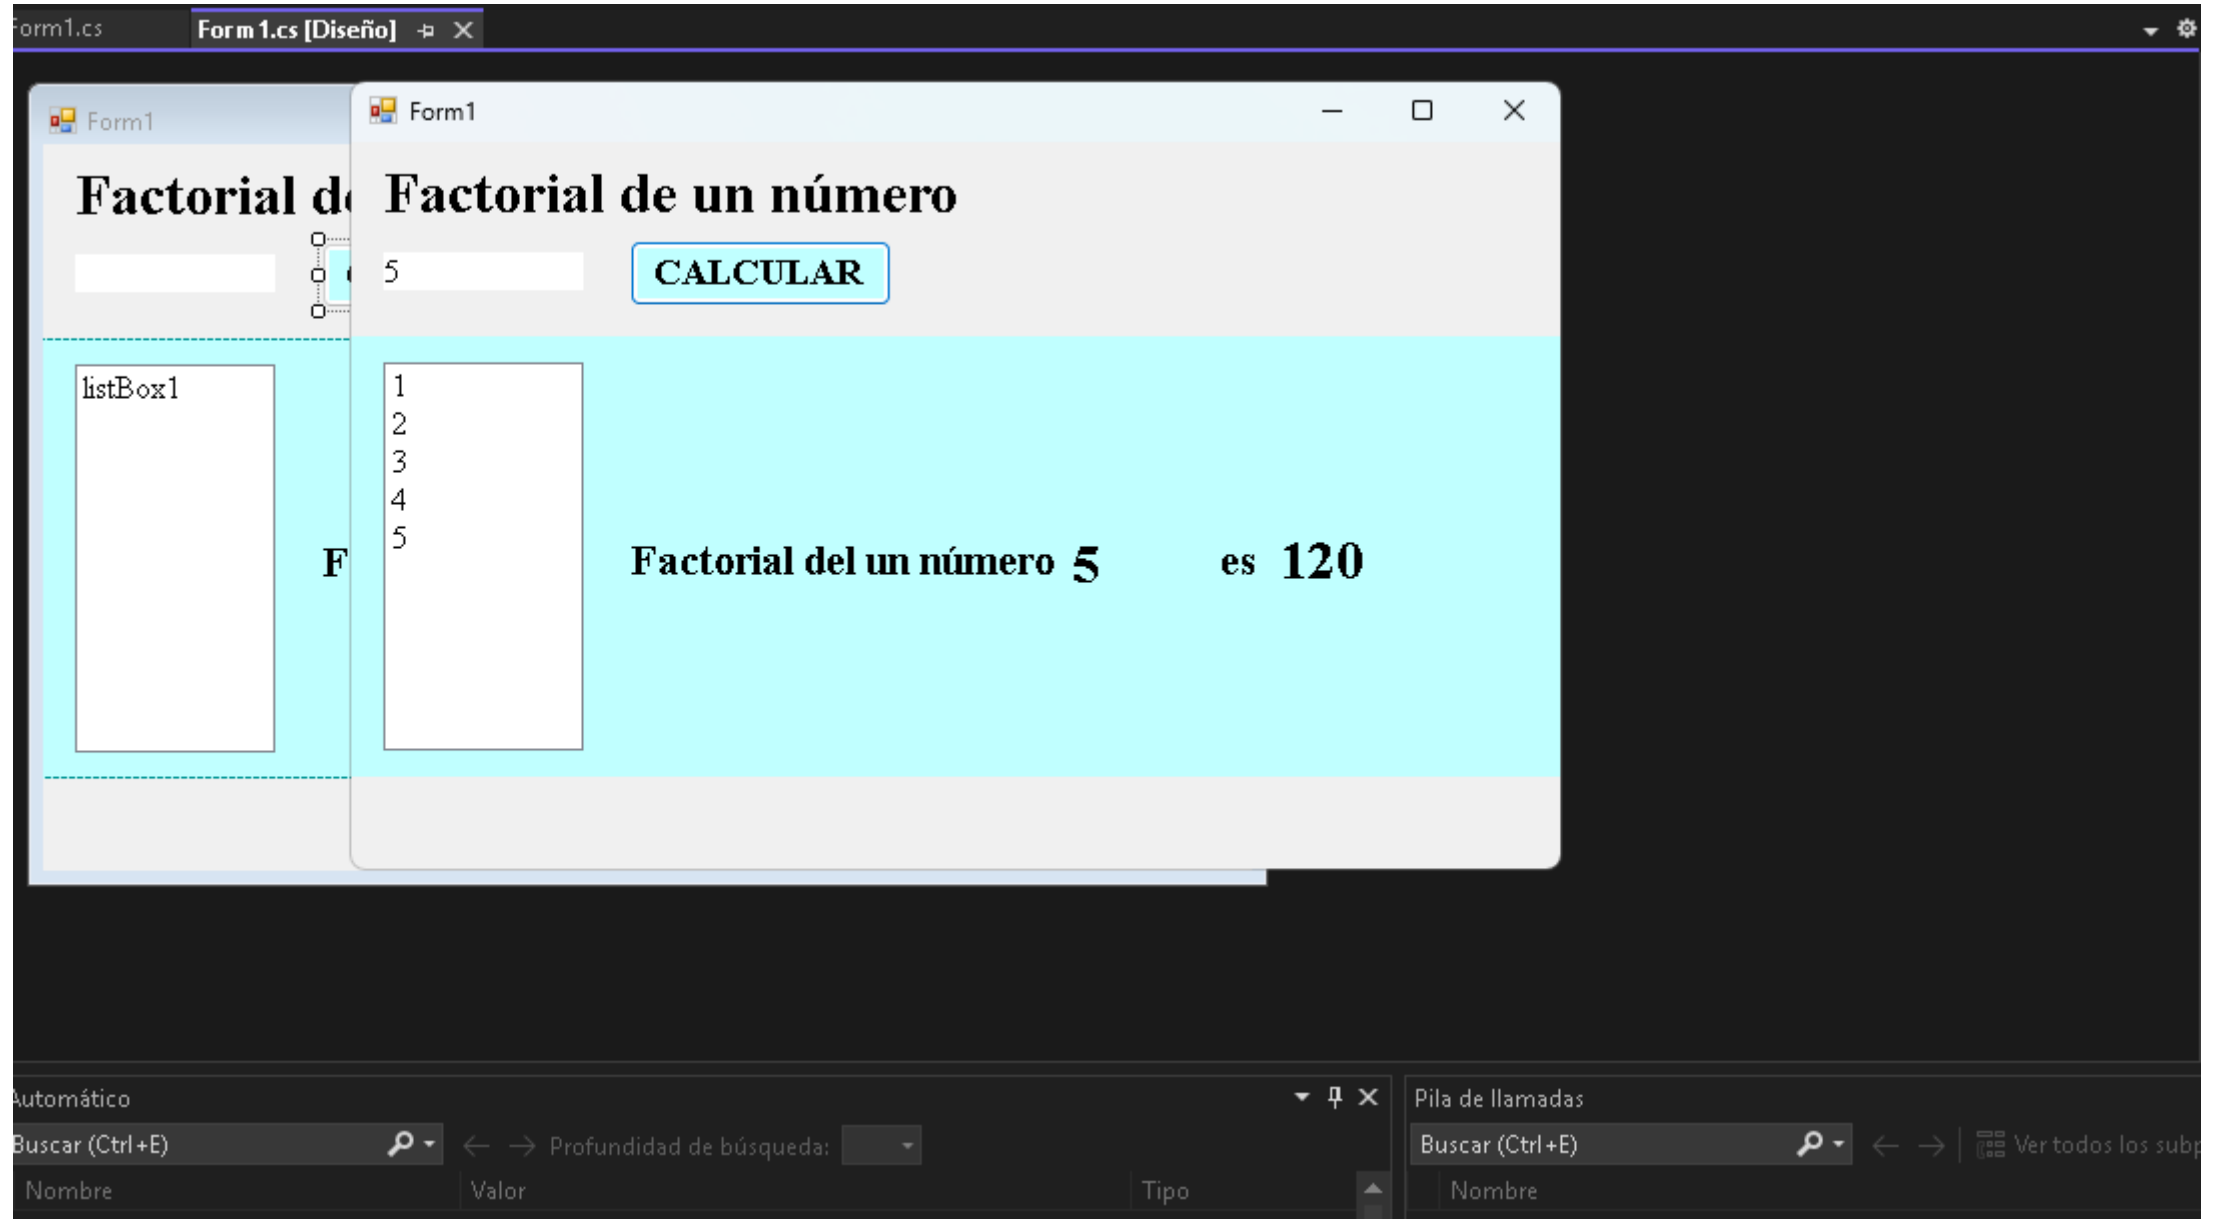 Form1.cs
Form1.cs [Diseño]
Form1
Factorial de
listBox1
F
Form1
Factorial de un número
5
CALCULAR
1
2
3
4
5
Factorial del un número 5 es 120
Automático
Buscar (Ctrl+E)
Profundidad de búsqueda:
Nombre Valor Tipo
Pila de llamadas
Buscar (Ctrl+E)
Ver todos los subp
Nombre